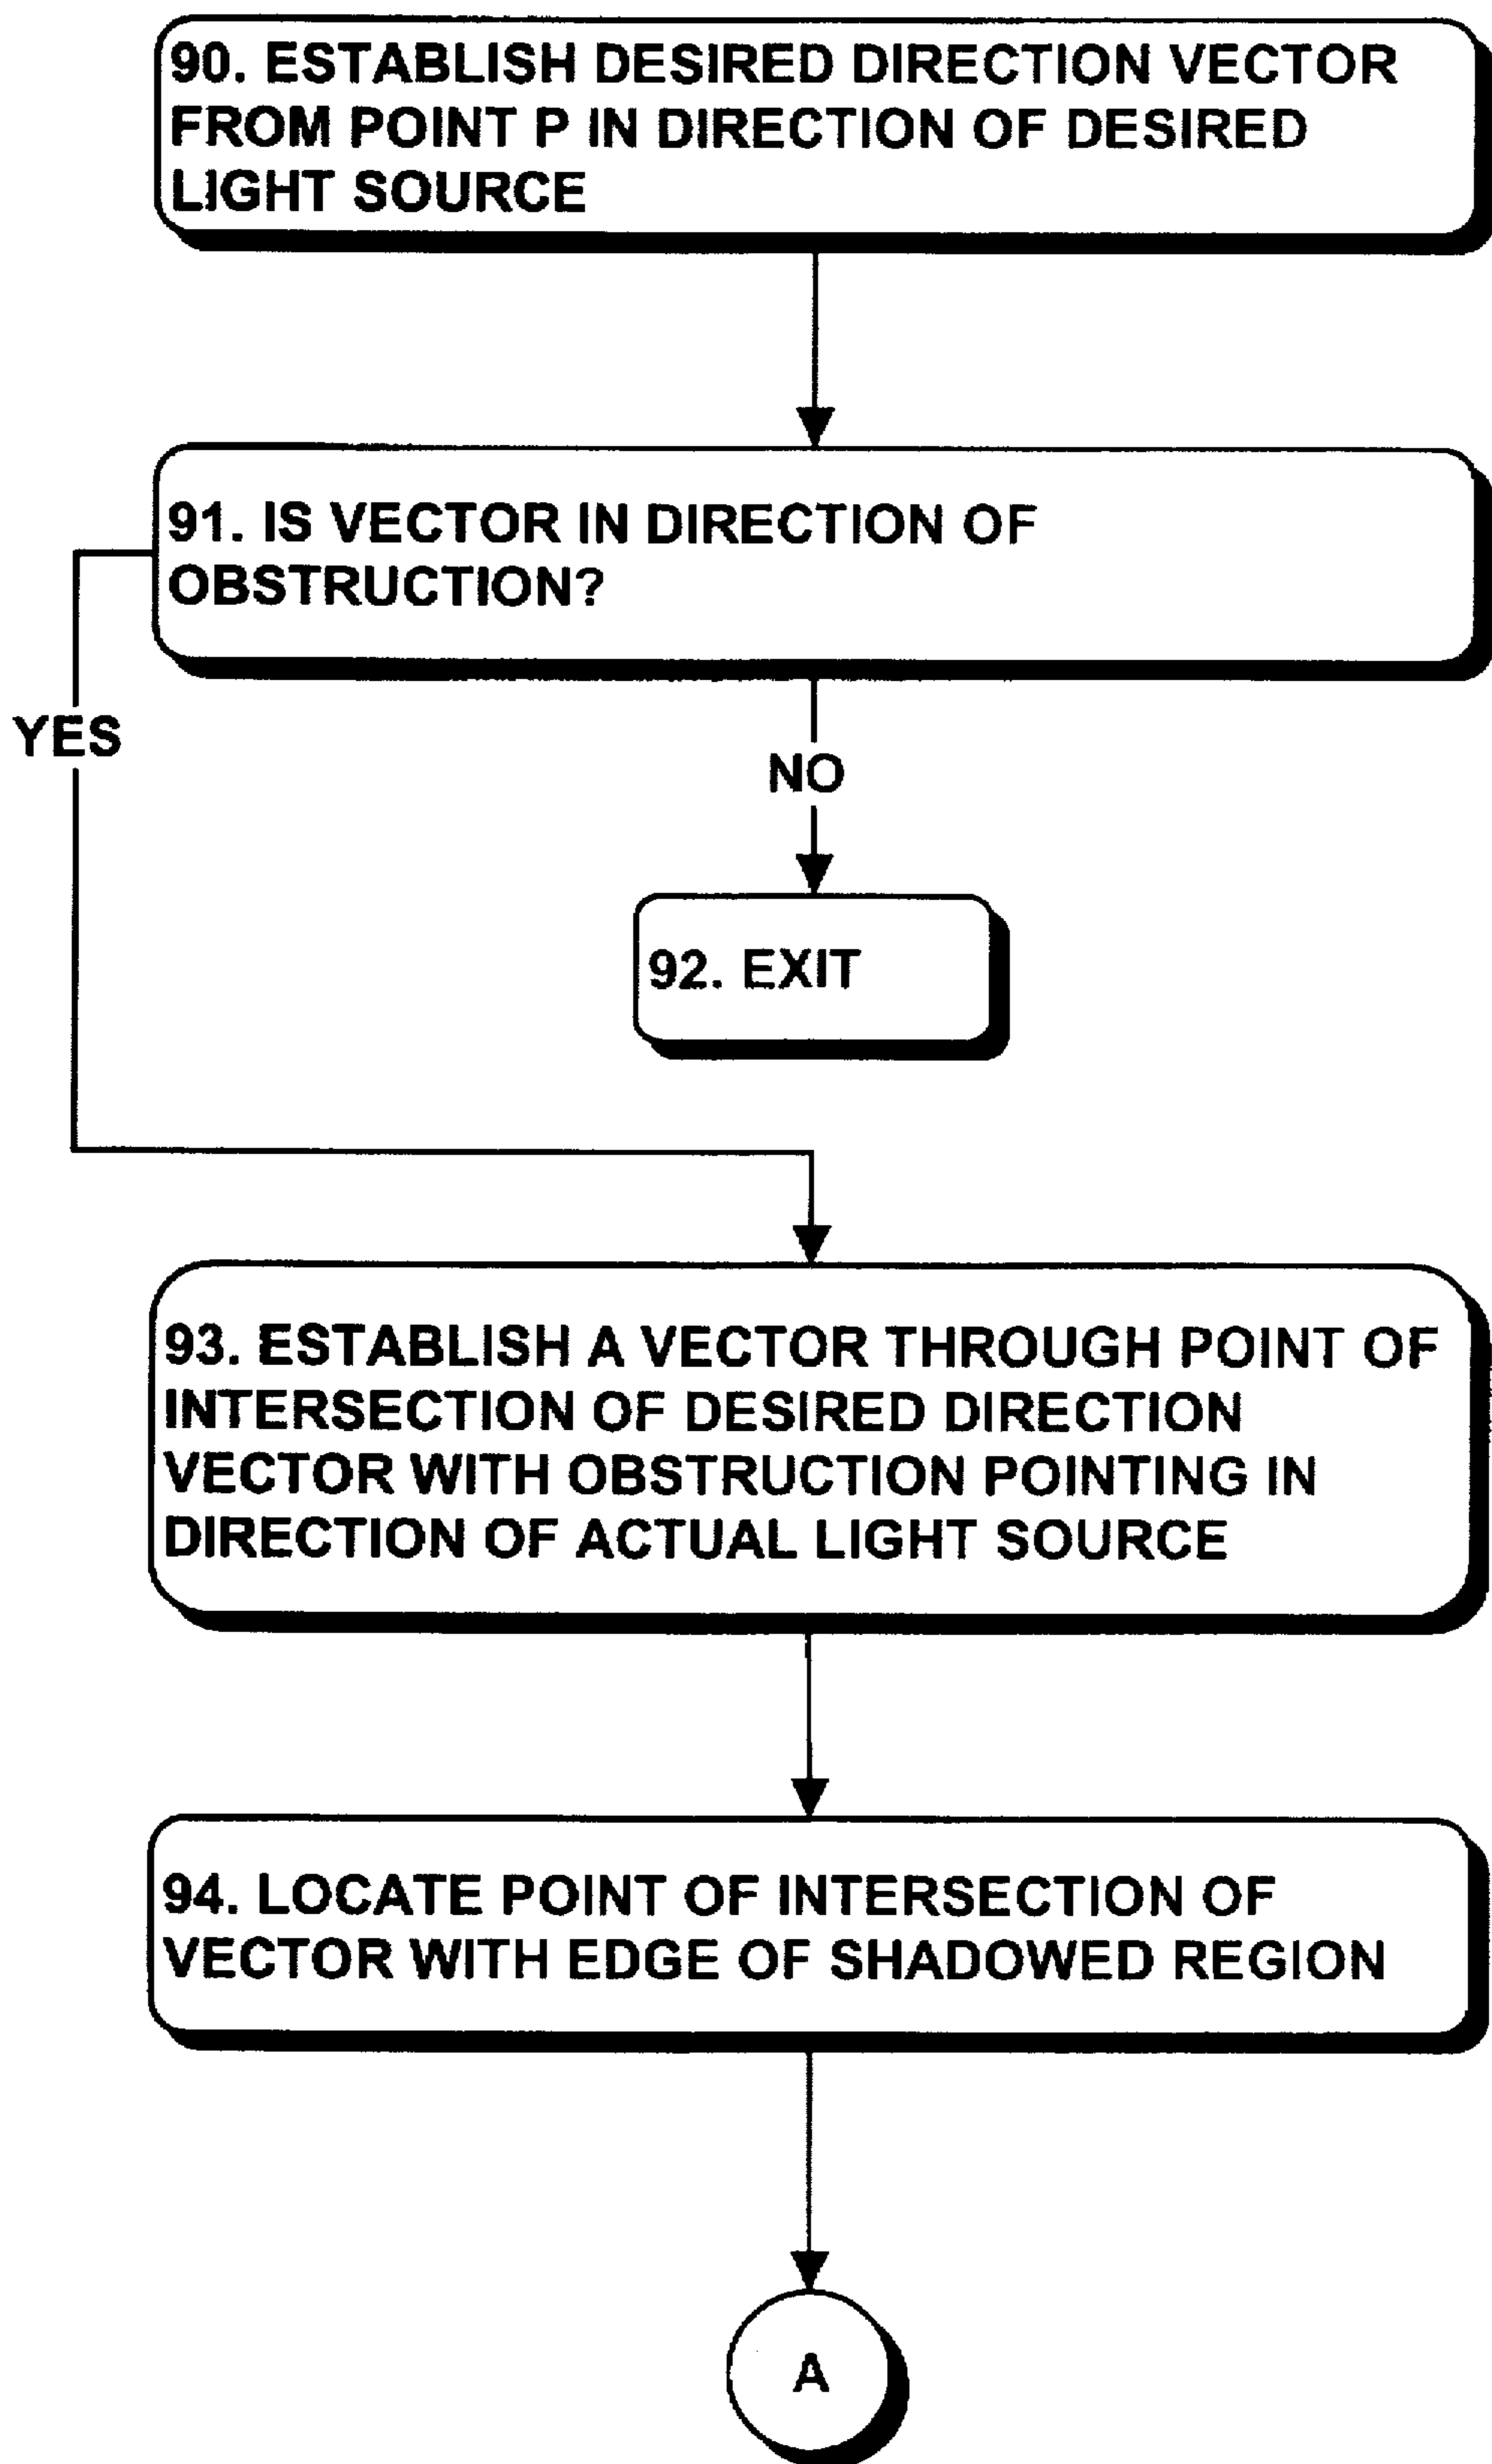 90. ESTABLISH DESIRED DIRECTION VECTOR
FROM POINT P IN DIRECTION OF DESIRED
LIGHT SOURCE
91. IS VECTOR IN DIRECTION OF
OBSTRUCTION?
YES
NO
92. EXIT
93. ESTABLISH A VECTOR THROUGH POINT OF
INTERSECTION OF DESIRED DIRECTION
VECTOR WITH OBSTRUCTION POINTING IN
DIRECTION OF ACTUAL LIGHT SOURCE
94. LOCATE POINT OF INTERSECTION OF
VECTOR WITH EDGE OF SHADOWED REGION
A